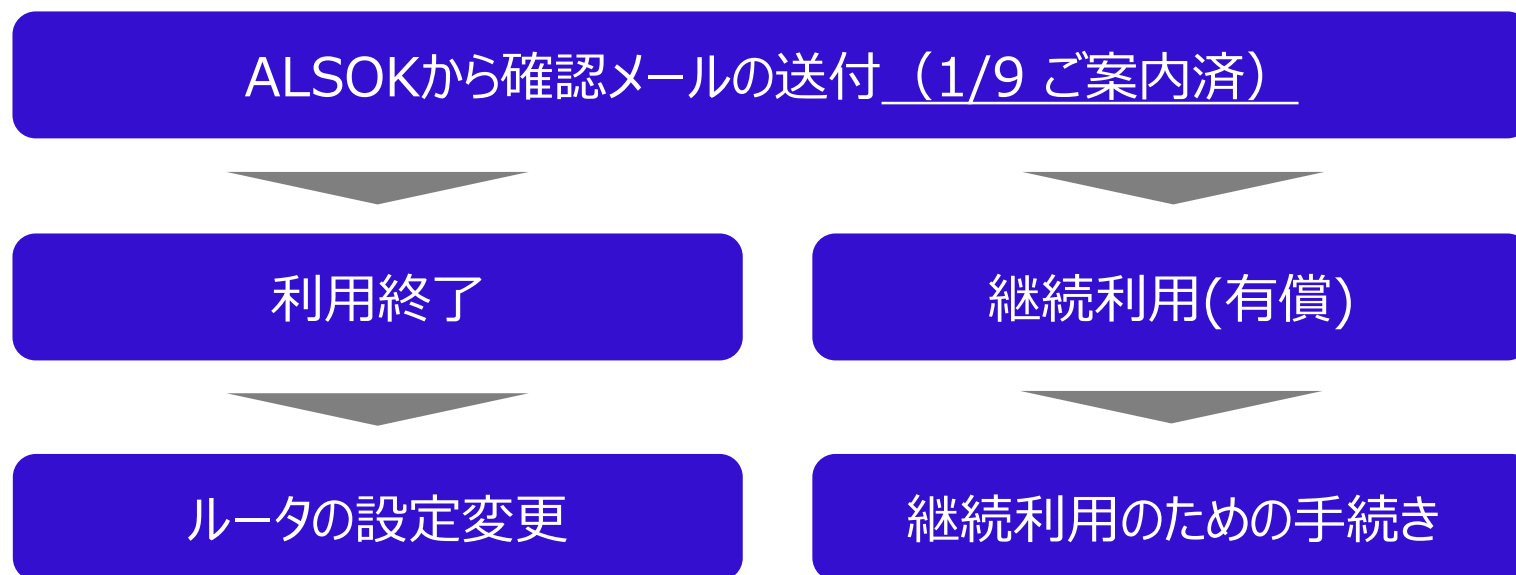 ALSOKから確認メールの送付（1/9 ご案内済）
利用終了
継続利用(有償)
ルータの設定変更
継続利用のための手続き